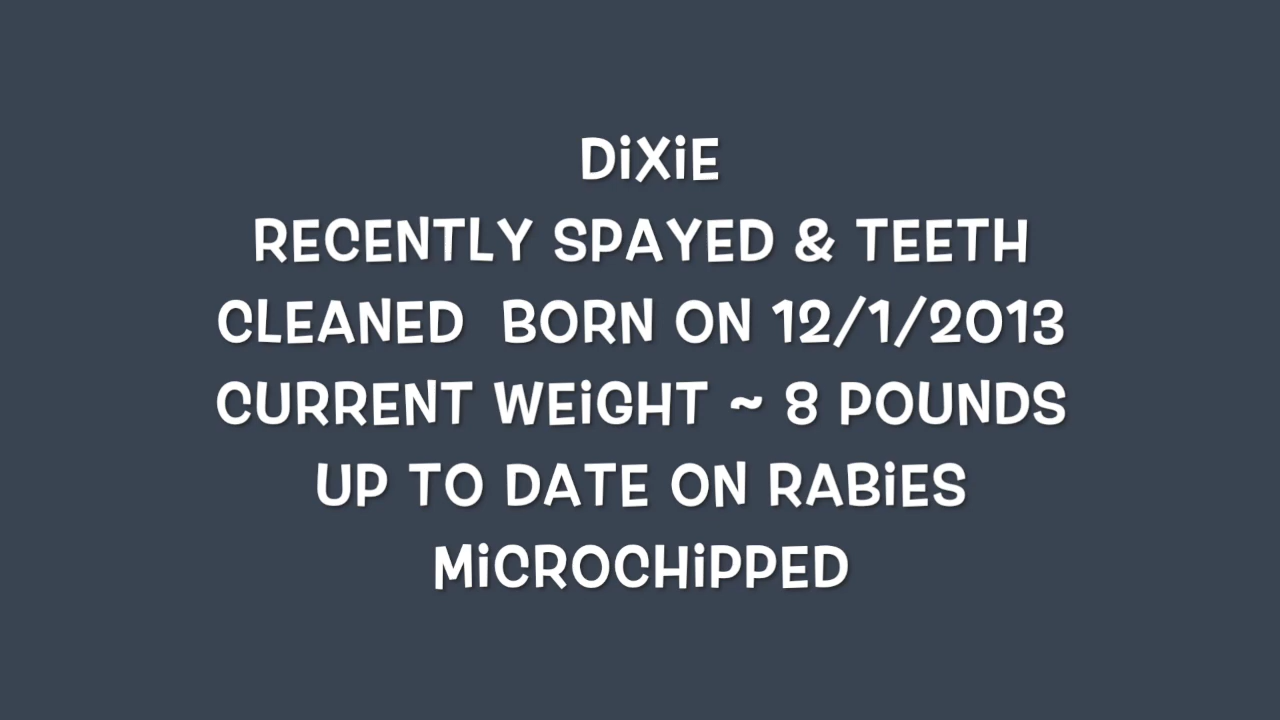 DiXiE
RECENTLY SPAYED & TEETH
CLEANED  BORN ON 12/1/2013
CURRENT WEiGHT ~ 8 POUNDS
UP TO DATE ON RABiES
MiCROCHiPPED